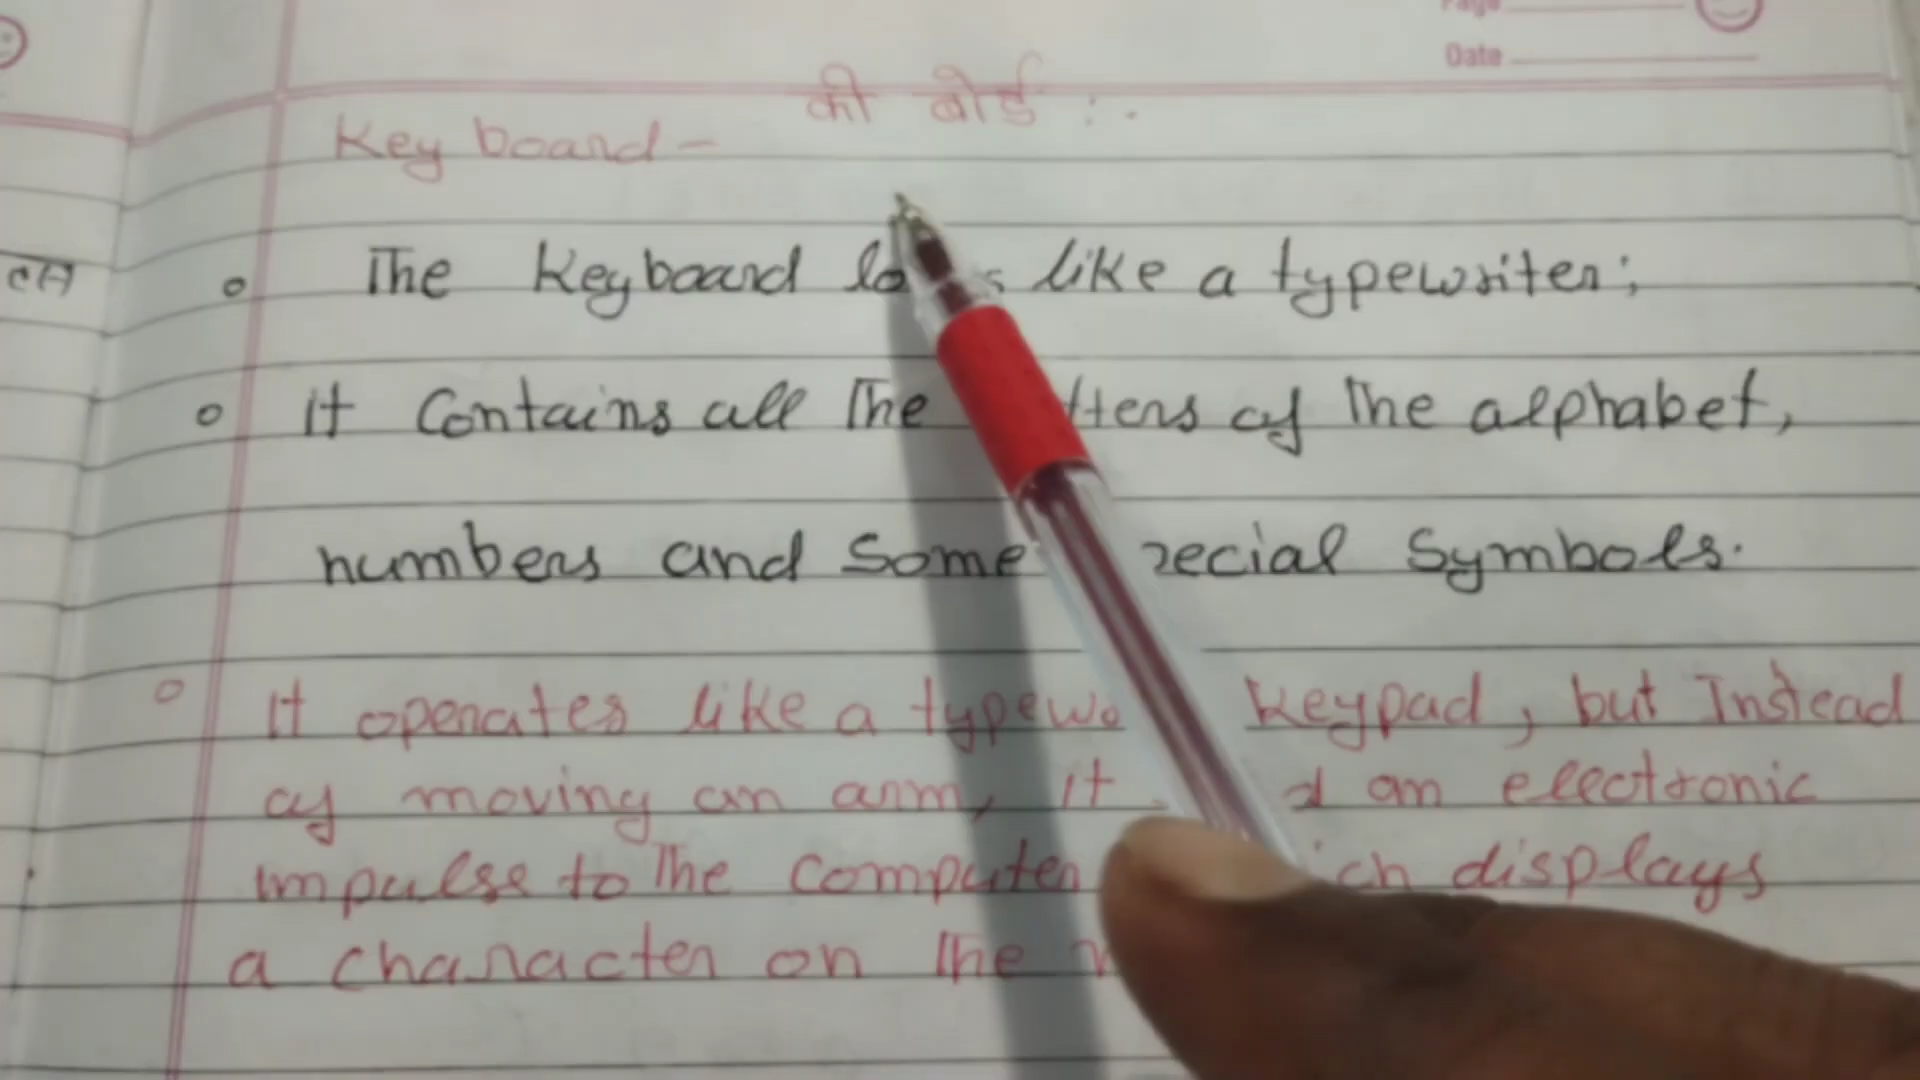 Page
Date
की बोर्ड :-
Key board -
The Keyboard like a typewriter;
It Contains all The of The alphabet,
numbers and Some Symbols.
It operates like a Keypad, but Instead
of moving an arm, it an electronic
impulse to The Computer displays
a character on The